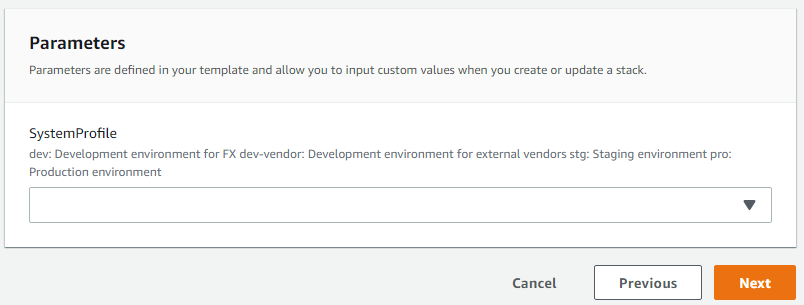 Parameters
Parameters are defined in your template and allow you to input custom values when you create or update a stack.
SystemProfile
dev: Development environment for FX dev-vendor: Development environment for external vendors stg: Staging environment pro:
Production environment
Cancel
Previous
Next